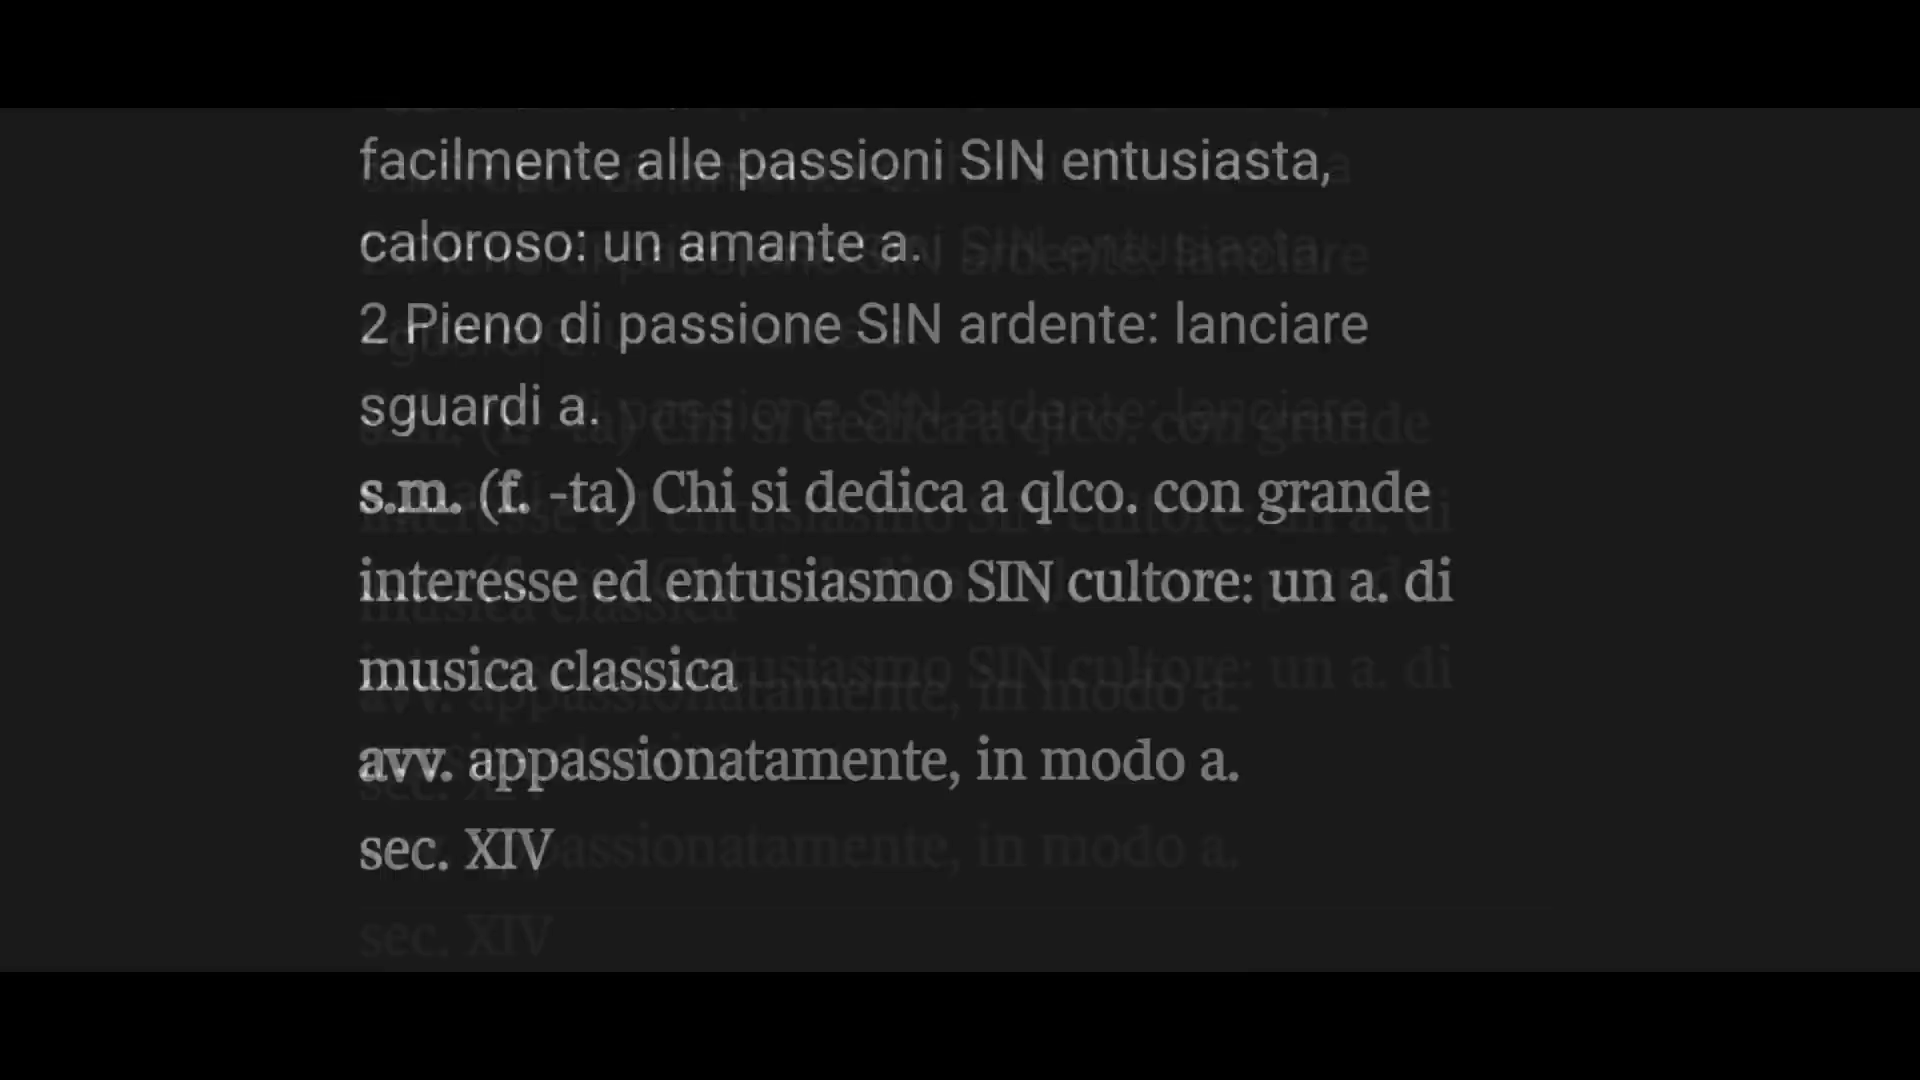 facilmente alle passioni SIN entusiasta,
caloroso: un amante a.
2 Pieno di passione SIN ardente: lanciare
sguardi a.
s.m. (f. -ta) Chi si dedica a qlco. con grande
interesse ed entusiasmo SIN cultore: un a. di
musica classica
avv. appassionatamente, in modo a.
sec. XIV